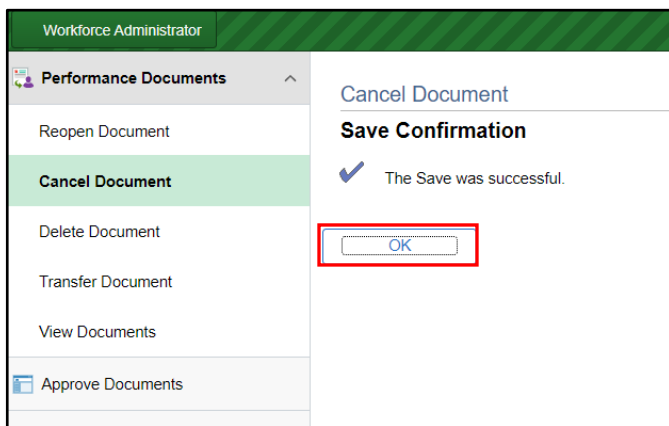 Workforce Administrator
Performance Documents
Reopen Document
Cancel Document
Delete Document
Transfer Document
View Documents
Approve Documents
Cancel Document
Save Confirmation
The Save was successful.
OK